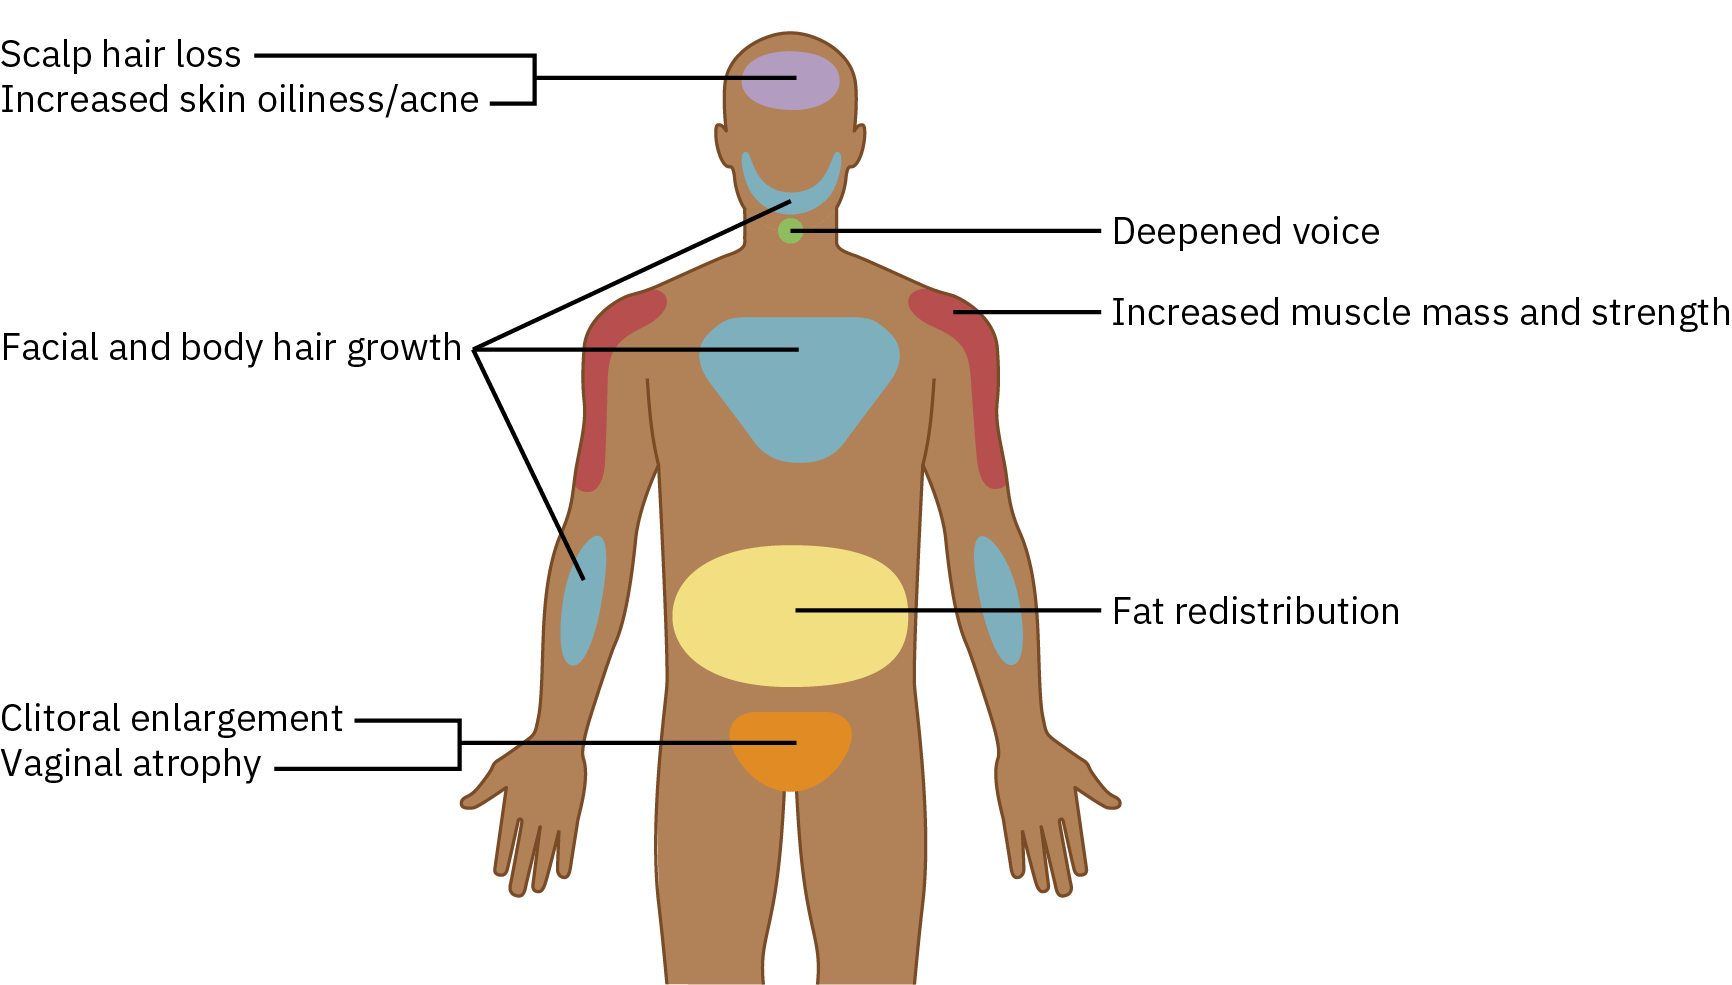 Scalp hair loss
Increased skin oiliness/acne
Deepened voice
Increased muscle mass and strength
Facial and body hair growth
Fat redistribution
Clitoral enlargement
Vaginal atrophy